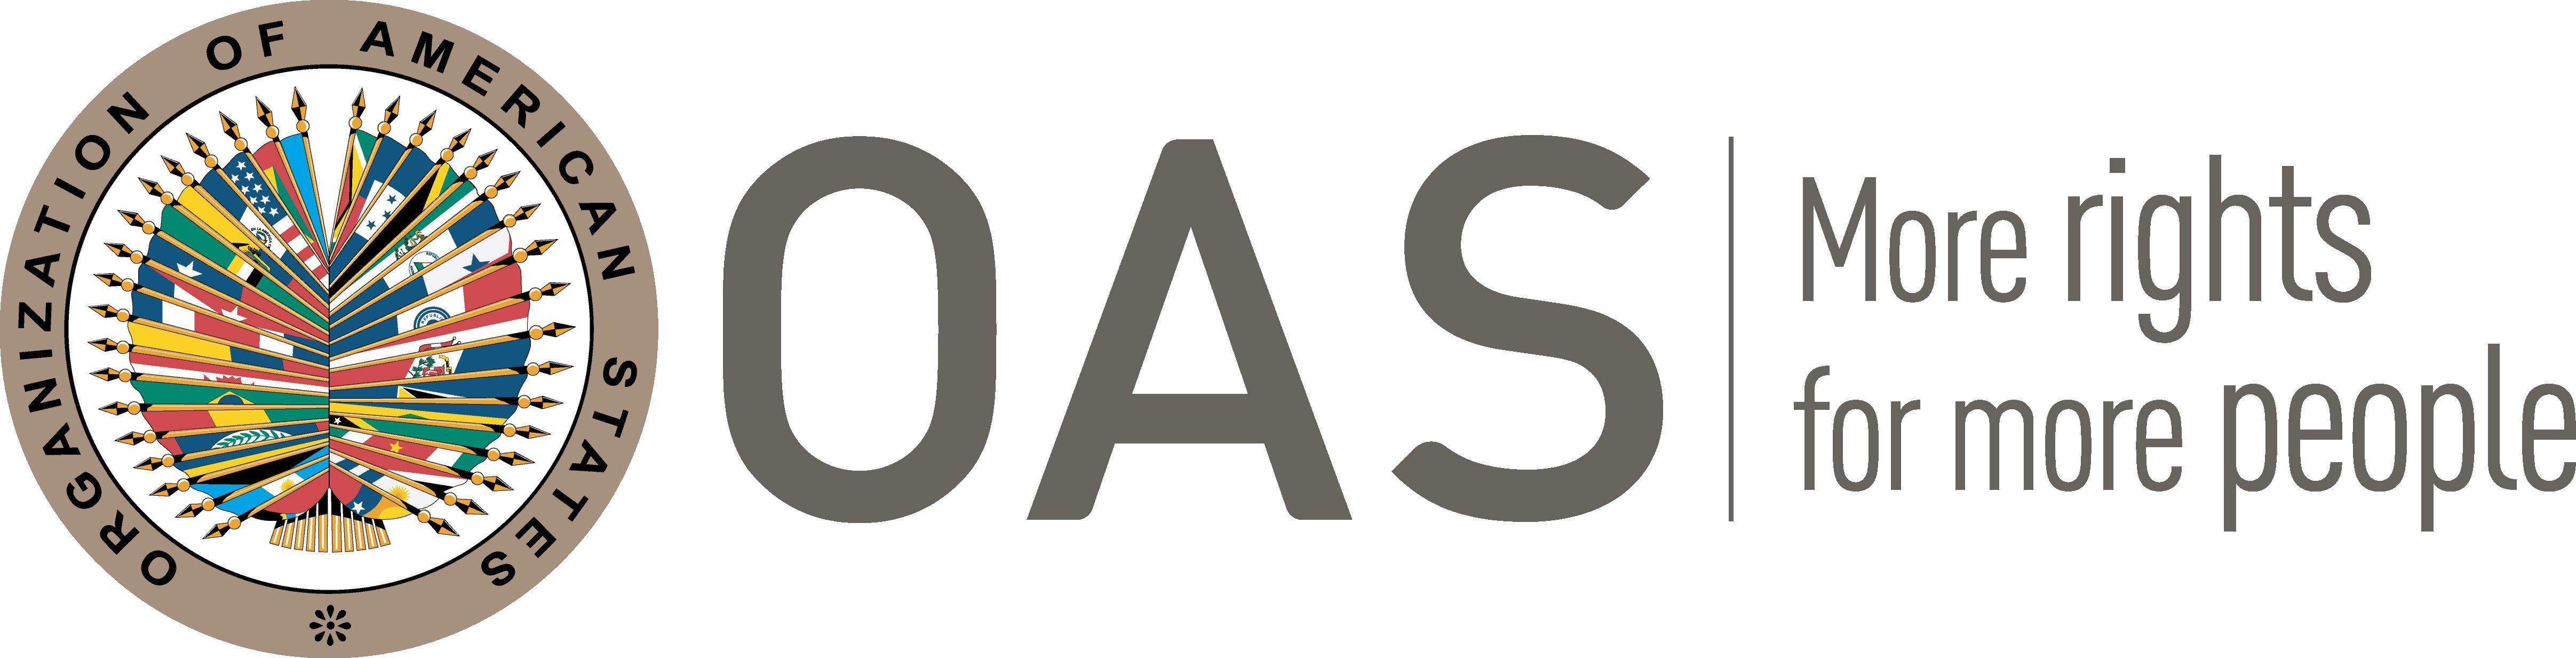 ORGANIZATION OF AMERICAN STATES
OAS
More rights
for more people